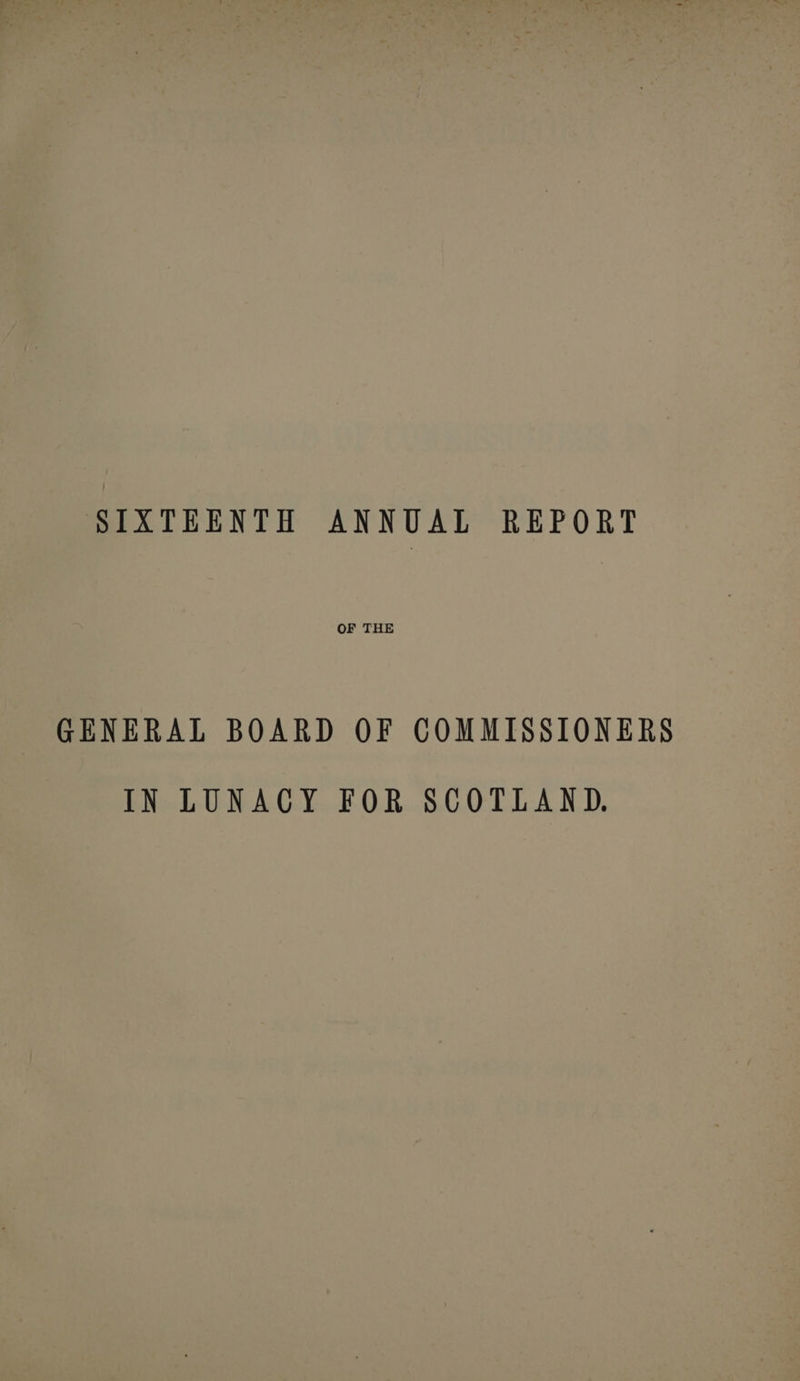 SIXTEENTH ANNUAL REPORT
OF THE
GENERAL BOARD OF COMMISSIONERS
IN LUNACY FOR SCOTLAND.